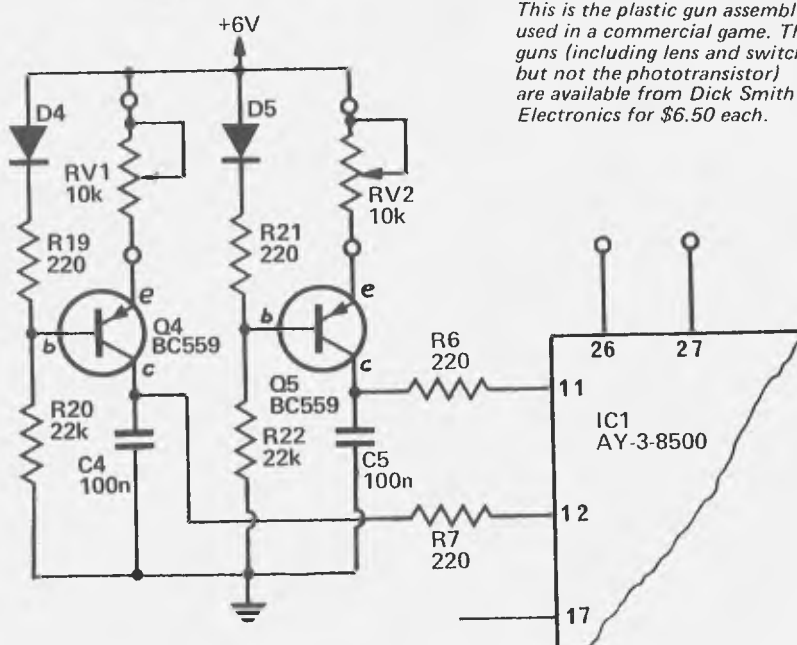 This is the plastic gun
used in a commercial game.
guns (including lens and
but not the phototransistor)
are available from Dick Smith
Electronics for $6.50 each.
+6V
D4
D5
RV1
10k
RV2
10k
R19
220
R21
220
e
e
b
Q4
BC559
b
c
c
Q5
BC559
R6
220
26
27
11
IC1
AY-3-8500
R20
22k
C4
100n
R22
22k
C5
100n
12
R7
220
17